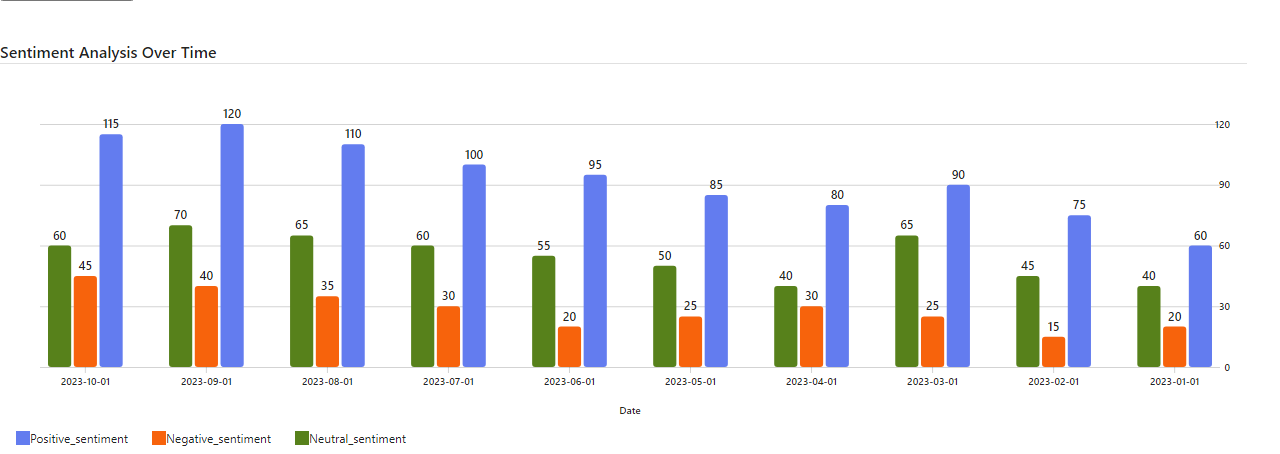 Sentiment Analysis Over Time
115 120 110 100 95 85 80 90 75 60
60 70 65 60 55 50 40 65 45 40
45 40 35 30 20 25 30 25 15 20
120
90
60
30
0
2023-10-01 2023-09-01 2023-08-01 2023-07-01 2023-06-01 2023-05-01 2023-04-01 2023-03-01 2023-02-01 2023-01-01
Date
Positive_sentiment Negative_sentiment Neutral_sentiment